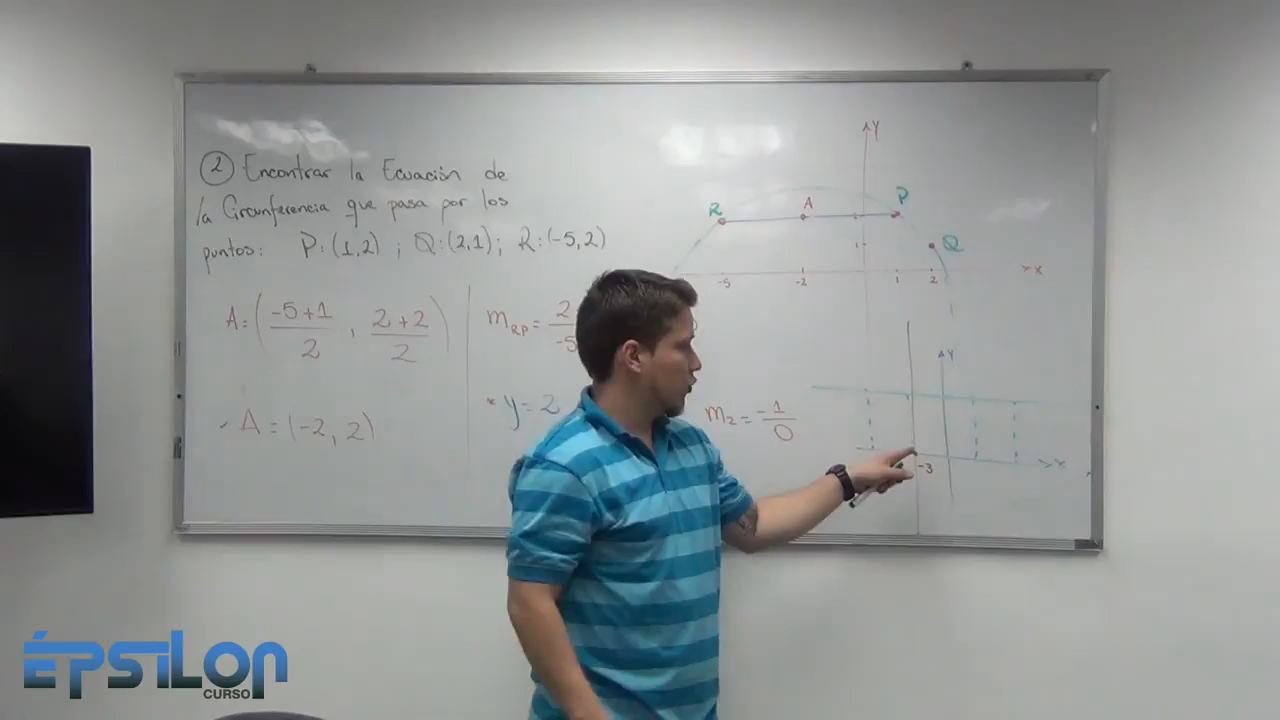 ② Encontrar la Ecuación de
la Circunferencia que pasa por los
puntos: P:(1,2) ; Q:(2,1); R:(-5,2)
A=(-5+1/2 , 2+2/2)
✓ A=(-2, 2)
m_RP = 2
-5
* y=2
m₂ = -1/0
Y
R A P
Q
-5 -2 1 2 x
Y
-3 x
ÉPSILON
CURSO